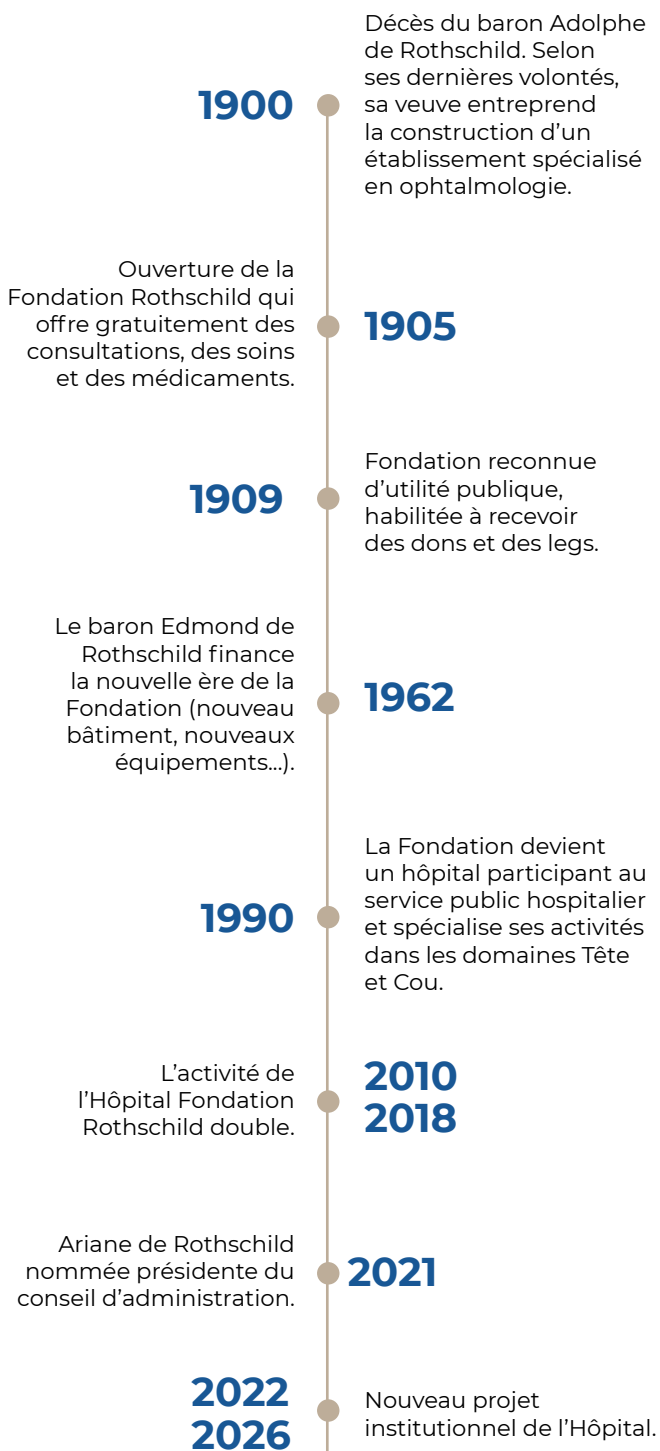 1900
Décès du baron Adolphe
de Rothschild. Selon
ses dernières volontés,
sa veuve entreprend
la construction d’un
établissement spécialisé
en ophtalmologie.
Ouverture de la
Fondation Rothschild qui
offre gratuitement des
consultations, des soins
et des médicaments.
1905
1909
Fondation reconnue
d’utilité publique,
habilitée à recevoir
des dons et des legs.
Le baron Edmond de
Rothschild finance
la nouvelle ère de la
Fondation (nouveau
bâtiment, nouveaux
équipements...).
1962
1990
La Fondation devient
un hôpital participant au
service public hospitalier
et spécialise ses activités
dans les domaines Tête
et Cou.
L’activité de
l’Hôpital Fondation
Rothschild double.
2010
2018
Ariane de Rothschild
nommée présidente du
conseil d’administration.
2021
2022
2026
Nouveau projet
institutionnel de l’Hôpital.